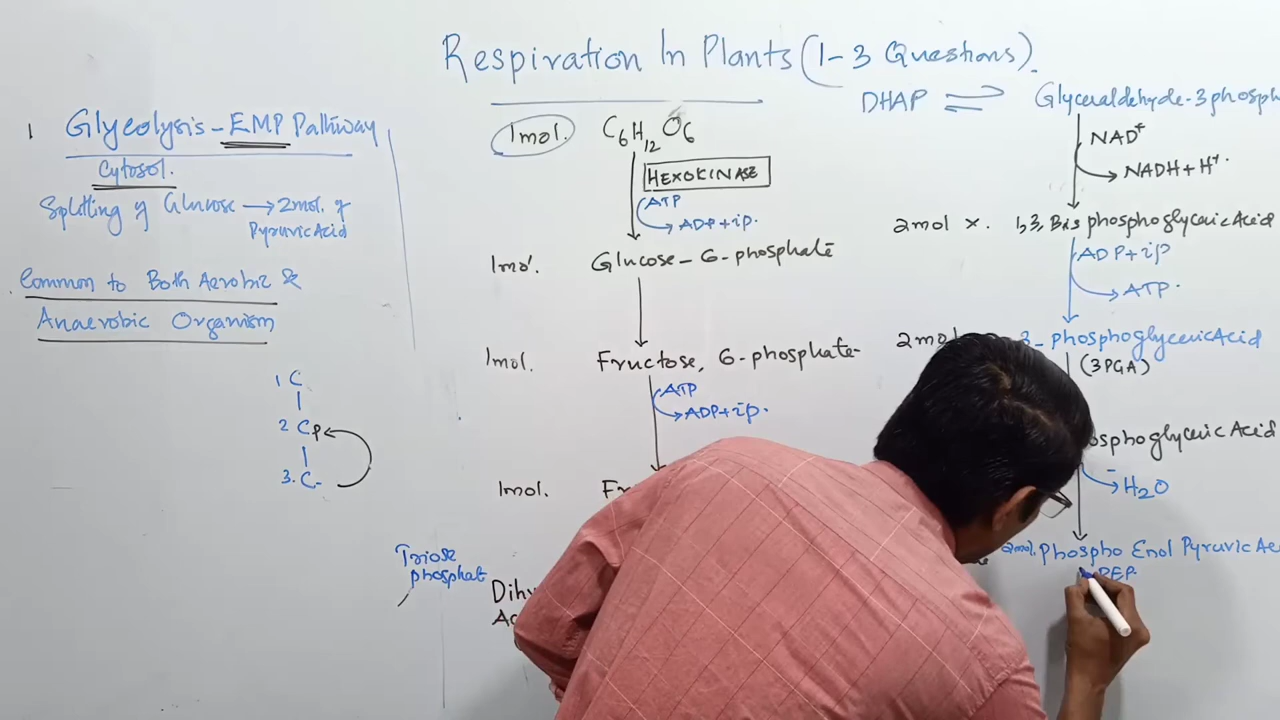 Respiration In Plants (1-3 Questions).
1 Glycolysis - EMP Pathway
Cytosol.
Splitting of Glucose → 2mol. of
Pyruvic Acid
Common to Both Aerobic &
Anaerobic Organism
1 C
2 C P
3. C-
Triose
phosphate
1mol. C6H12O6
HEXOKINASE
ATP
ADP+ip.
1mol. Glucose - 6-phosphate
1mol. Fructose, 6-phosphate
ATP
ADP+ip.
1mol.
DHAP ⇌ Glyceraldehyde-3 phosph
NAD+
NADH + H+.
2mol x. 1,3, Bis phosphoglyceric Acid
ADP+ip
ATP.
2mol 3- phosphoglyceric Acid
(3PGA)
osphoglyceric Acid
H2O
2mol. Phospho Enol Pyruvic Ac
PEP